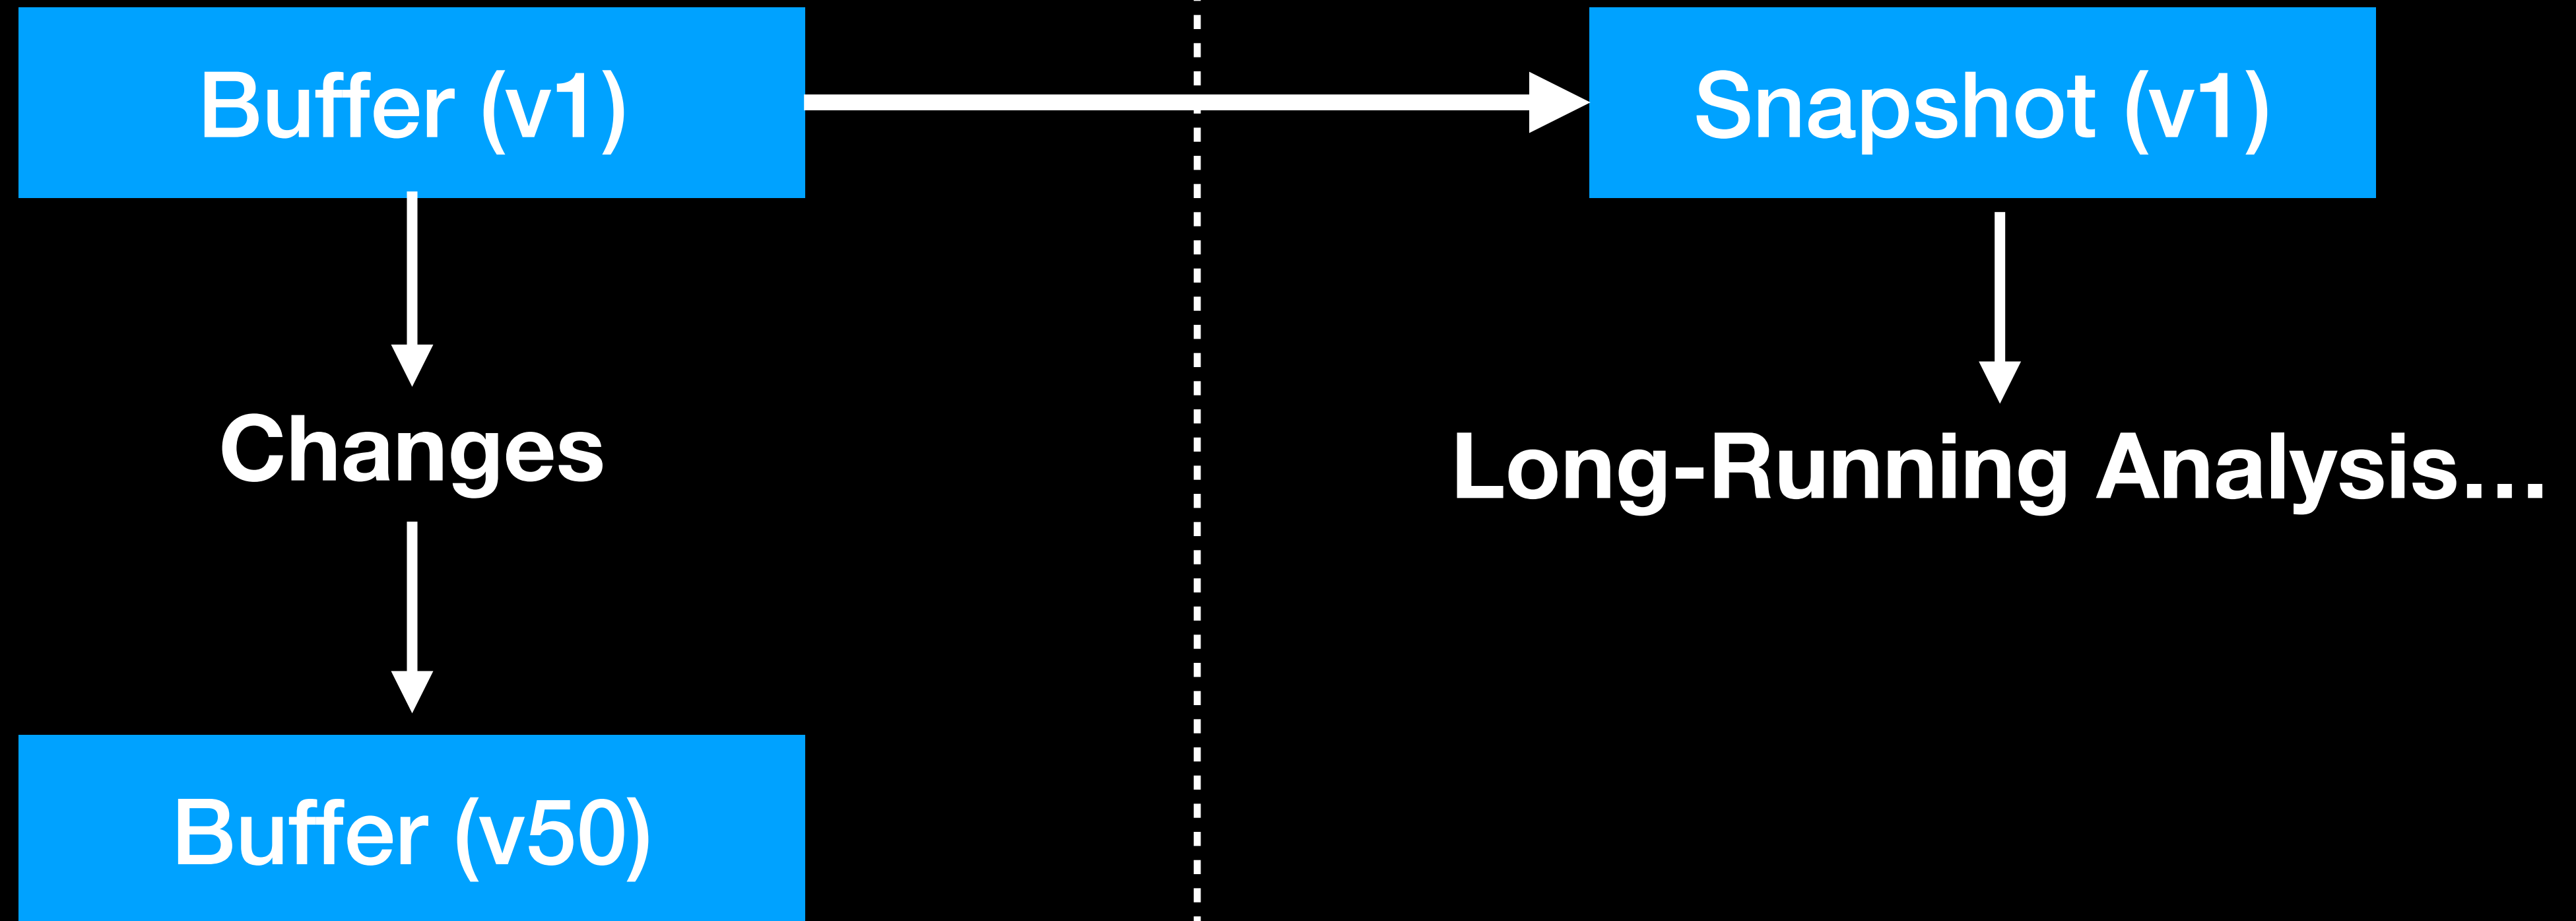 Buffer (v1)
Snapshot (v1)
Changes
Long-Running Analysis…
Buffer (v50)